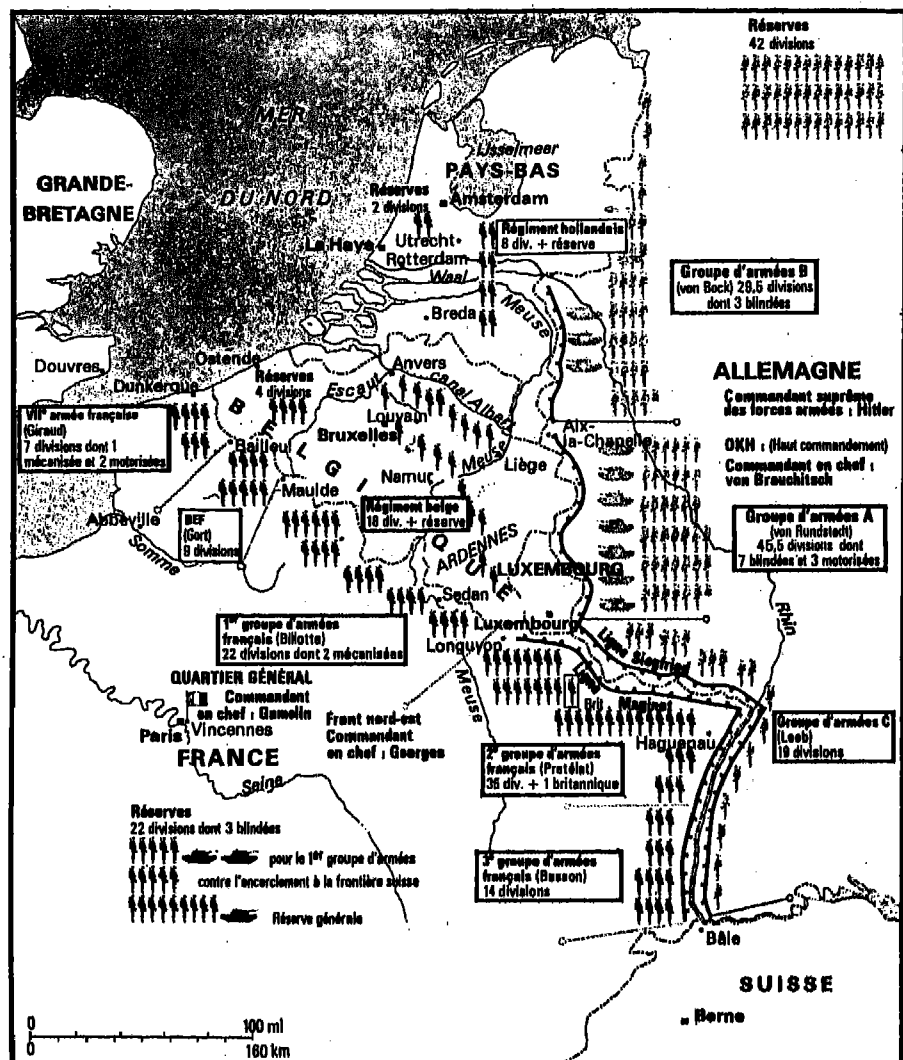 Réserves
42 divisions
MER
DU NORD
GRANDE-
BRETAGNE
IJsselmeer
PAYS-BAS
Amsterdam
Réserves
2 divisions
Régiment hollandais
8 div. + réserve
La Haye
Utrecht
Rotterdam
Waal
Meuse
Breda
Groupe d'armées B
(von Bock) 29,5 divisions
dont 3 blindées
ALLEMAGNE
Commandant suprême
des forces armées : Hitler
OKH : (Haut commandement)
Commandant en chef :
von Brauchitsch
Douvres
Ostende
Dunkerque
Anvers
Escaut
Canal Albert
Réserves
4 divisions
VIIe armée française
(Giraud)
7 divisions dont 1
mécanisée et 2 motorisées
Louvain
Bruxelles
Bailleul
BELGIQUE
Aix-
la-Chapelle
Liège
Meuse
Namur
Maulde
Abbeville
Somme
BEF
(Gort)
9 divisions
Régiment belge
18 div. + réserve
Groupe d'armées A
(von Rundstedt)
45,5 divisions dont
7 blindées et 3 motorisées
ARDENNES
LUXEMBOURG
Sedan
Luxembourg
Longuyon
Rhin
Ligne Siegfried
1er groupe d'armées
français (Billotte)
22 divisions dont 2 mécanisées
QUARTIER GÉNÉRAL
Commandant
en chef : Gamelin
Paris
Vincennes
FRANCE
Seine
Meuse
Front nord-est
Commandant
en chef : Georges
Ligne Maginot
Brit
Haguenau
Groupe d'armées C
(Leeb)
19 divisions
2e groupe d'armées
français (Prételat)
35 div. + 1 britannique
Réserves
22 divisions dont 3 blindées
pour le 1er groupe d'armées
contre l'encerclement à la frontière suisse
Réserve générale
3e groupe d'armées
français (Besson)
14 divisions
Bâle
SUISSE
Berne
0 100 ml
0 160 km